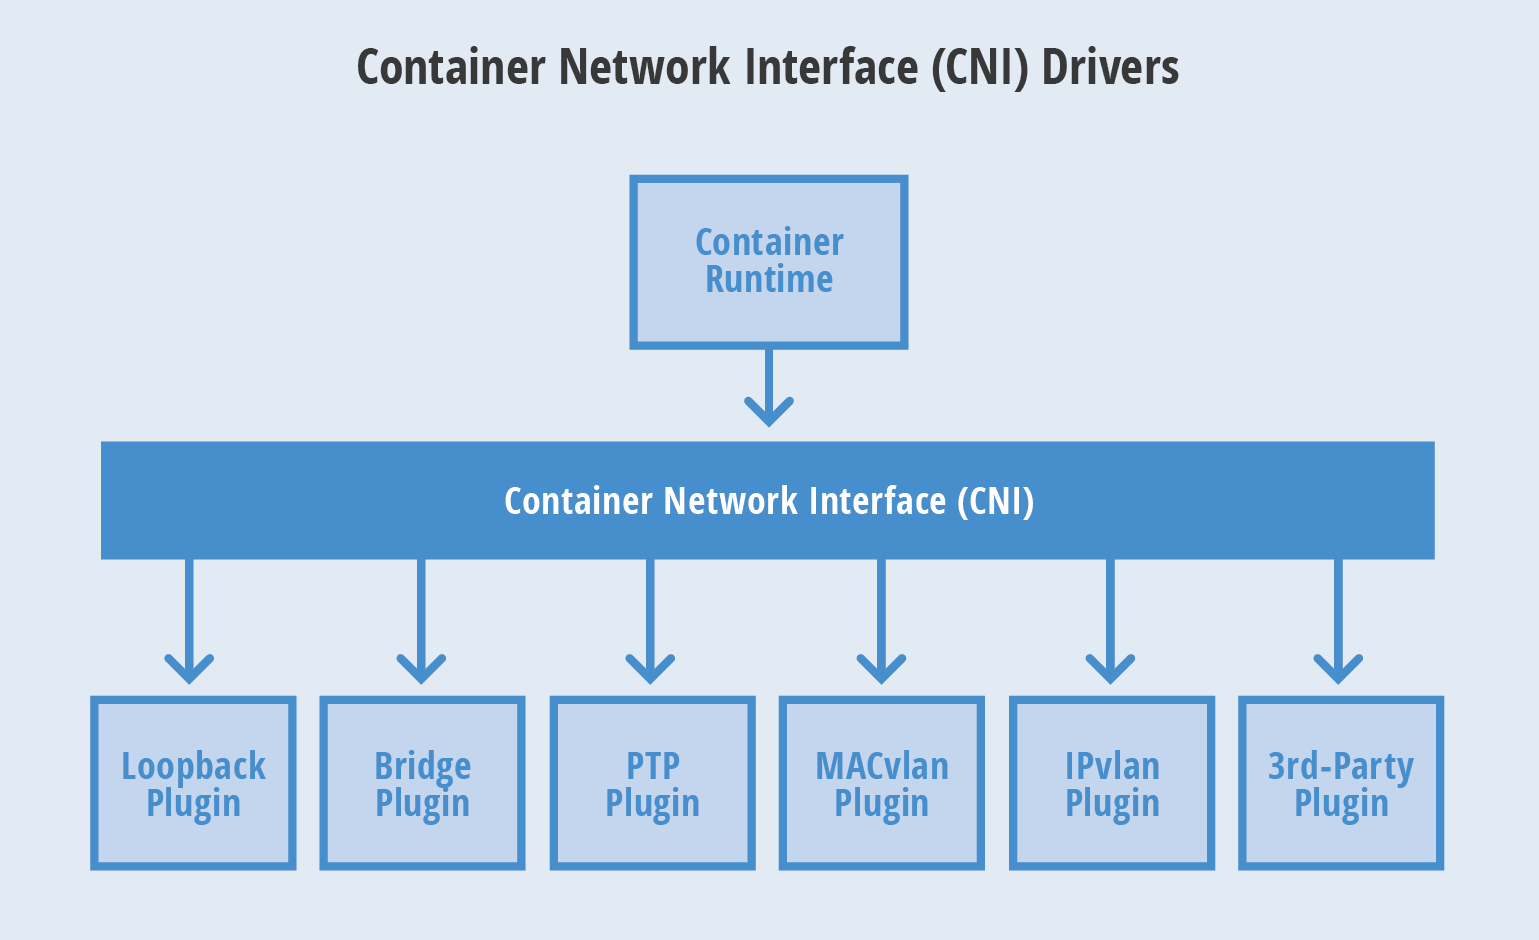 Container Network Interface (CNI) Drivers
Container
Runtime
Container Network Interface (CNI)
Loopback
Plugin
Bridge
Plugin
PTP
Plugin
MACvlan
Plugin
IPvlan
Plugin
3rd-Party
Plugin